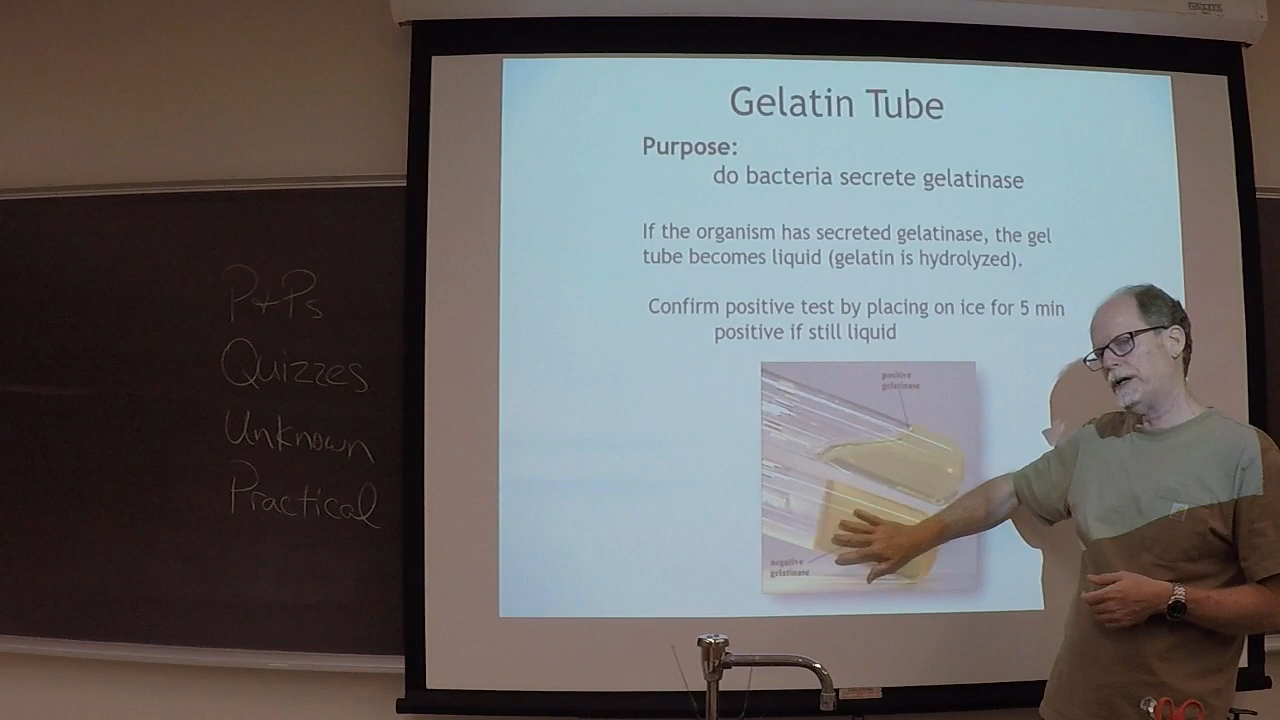 Gelatin Tube
Purpose:
do bacteria secrete gelatinase
If the organism has secreted gelatinase, the gel
tube becomes liquid (gelatin is hydrolyzed).
Confirm positive test by placing on ice for 5 min
positive if still liquid
positive
gelatinase
negative
gelatinase
P+Ps
Quizzes
Unknown
Practical